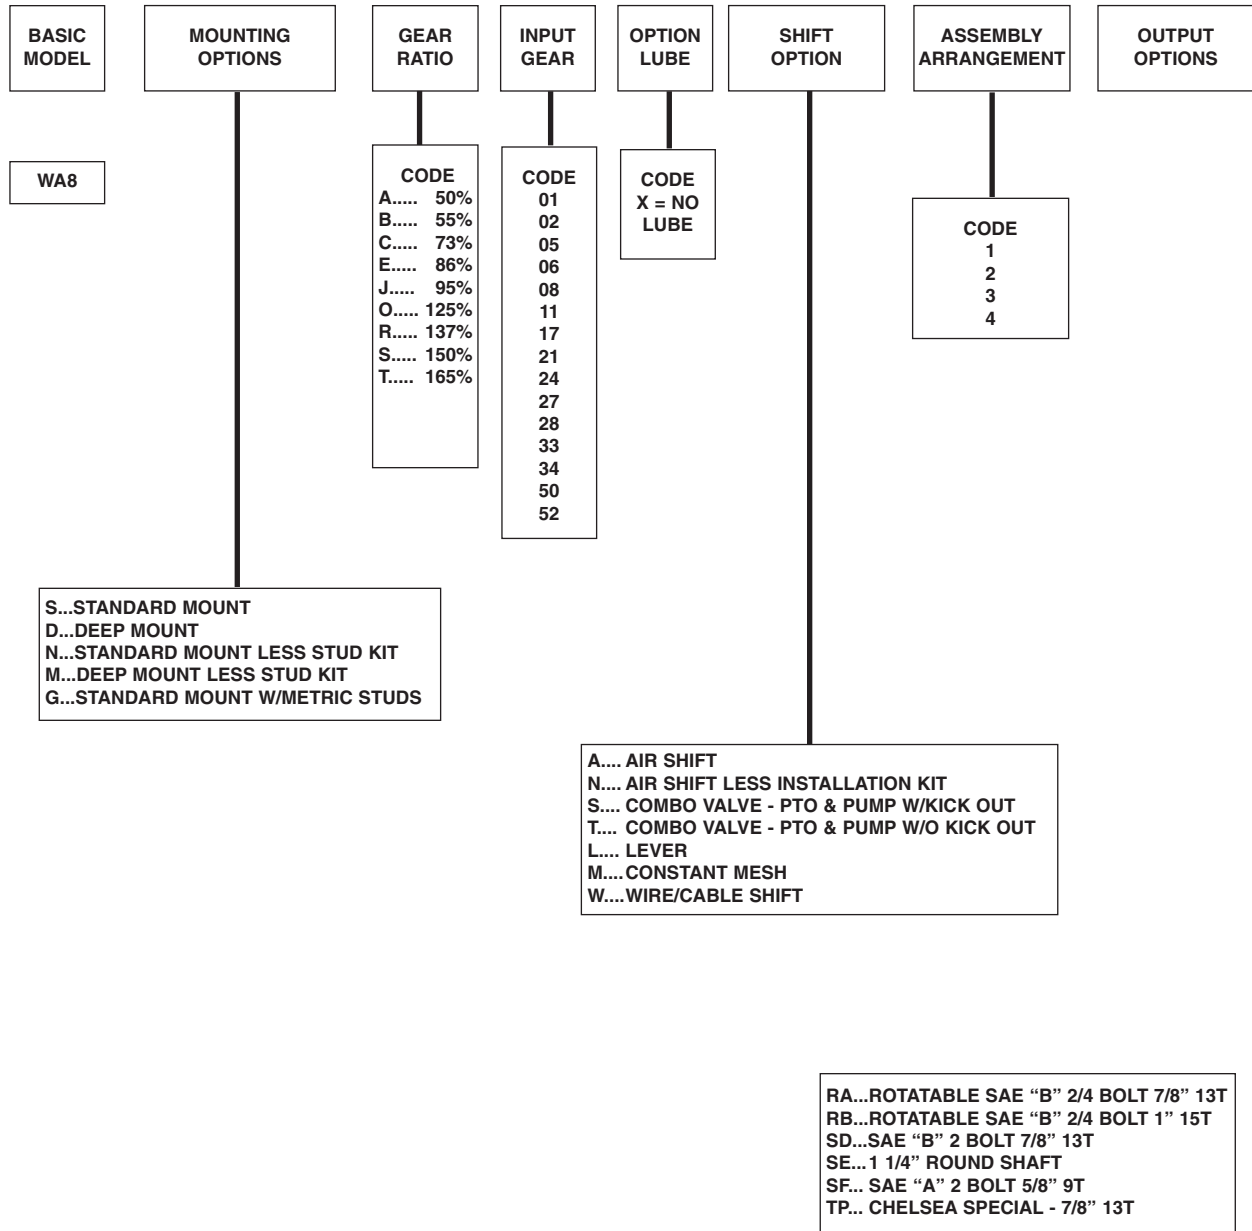 BASIC
MODEL
MOUNTING
OPTIONS
GEAR
RATIO
INPUT
GEAR
OPTION
LUBE
SHIFT
OPTION
ASSEMBLY
ARRANGEMENT
OUTPUT
OPTIONS
WA8
CODE
A..... 50%
B..... 55%
C..... 73%
E..... 86%
J..... 95%
O..... 125%
R..... 137%
S..... 150%
T..... 165%
CODE
01
02
05
06
08
11
17
21
24
27
28
33
34
50
52
CODE
X = NO
LUBE
CODE
1
2
3
4
S...STANDARD MOUNT
D...DEEP MOUNT
N...STANDARD MOUNT LESS STUD KIT
M...DEEP MOUNT LESS STUD KIT
G...STANDARD MOUNT W/METRIC STUDS
A.... AIR SHIFT
N.... AIR SHIFT LESS INSTALLATION KIT
S.... COMBO VALVE - PTO & PUMP W/KICK OUT
T.... COMBO VALVE - PTO & PUMP W/O KICK OUT
L.... LEVER
M....CONSTANT MESH
W....WIRE/CABLE SHIFT
RA...ROTATABLE SAE “B” 2/4 BOLT 7/8” 13T
RB...ROTATABLE SAE “B” 2/4 BOLT 1” 15T
SD...SAE “B” 2 BOLT 7/8” 13T
SE...1 1/4” ROUND SHAFT
SF... SAE “A” 2 BOLT 5/8” 9T
TP... CHELSEA SPECIAL - 7/8” 13T